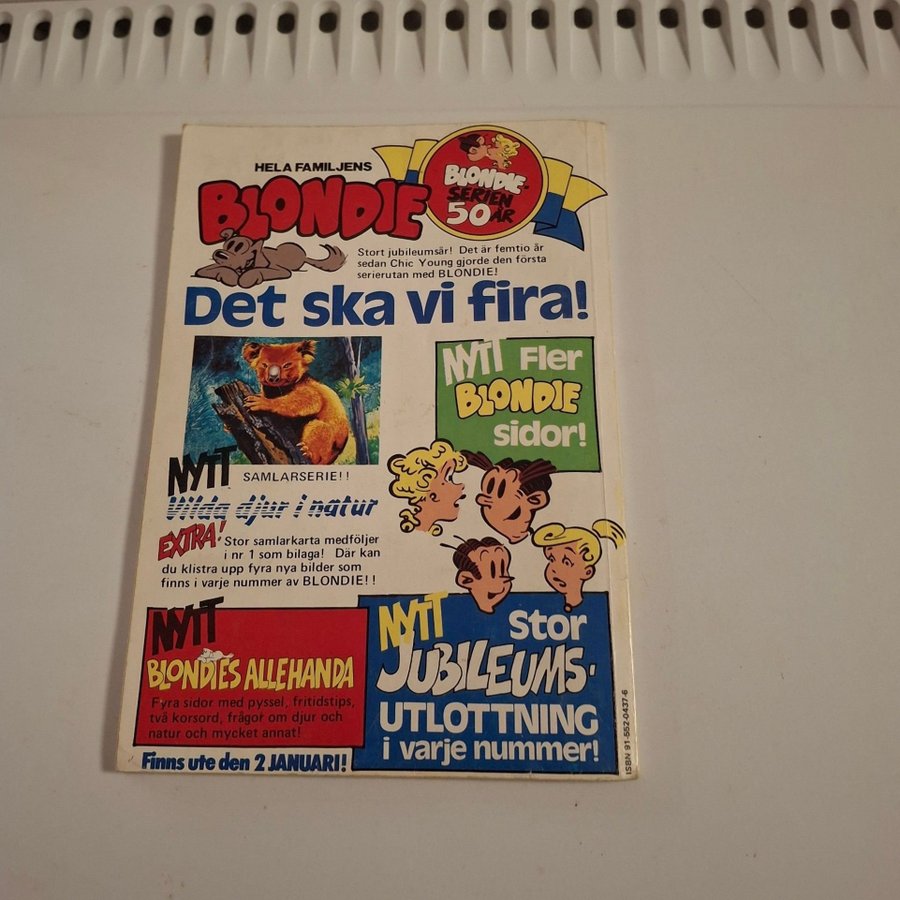 HELA FAMILJENS
BLONDIE
BLONDIE-
SERIEN
50 ÅR
Stort jubileumsår! Det är femtio år
sedan Chic Young gjorde den första
serierutan med BLONDIE!
Det ska vi fira!
NYTT Fler
BLONDIE
sidor!
NYTT SAMLARSERIE!!
Vilda djur i natur
EXTRA! Stor samlarkarta medföljer
i nr 1 som bilaga! Där kan
du klistra upp fyra nya bilder som
finns i varje nummer av BLONDIE!!
NYTT
BLONDIES ALLEHANDA
Fyra sidor med pyssel, fritidstips,
två korsord, frågor om djur och
natur och mycket annat!
NYTT Stor
JUBILEUMS-
UTLOTTNING
i varje nummer!
Finns ute den 2 JANUARI!
ISBN 91-552-0437-6